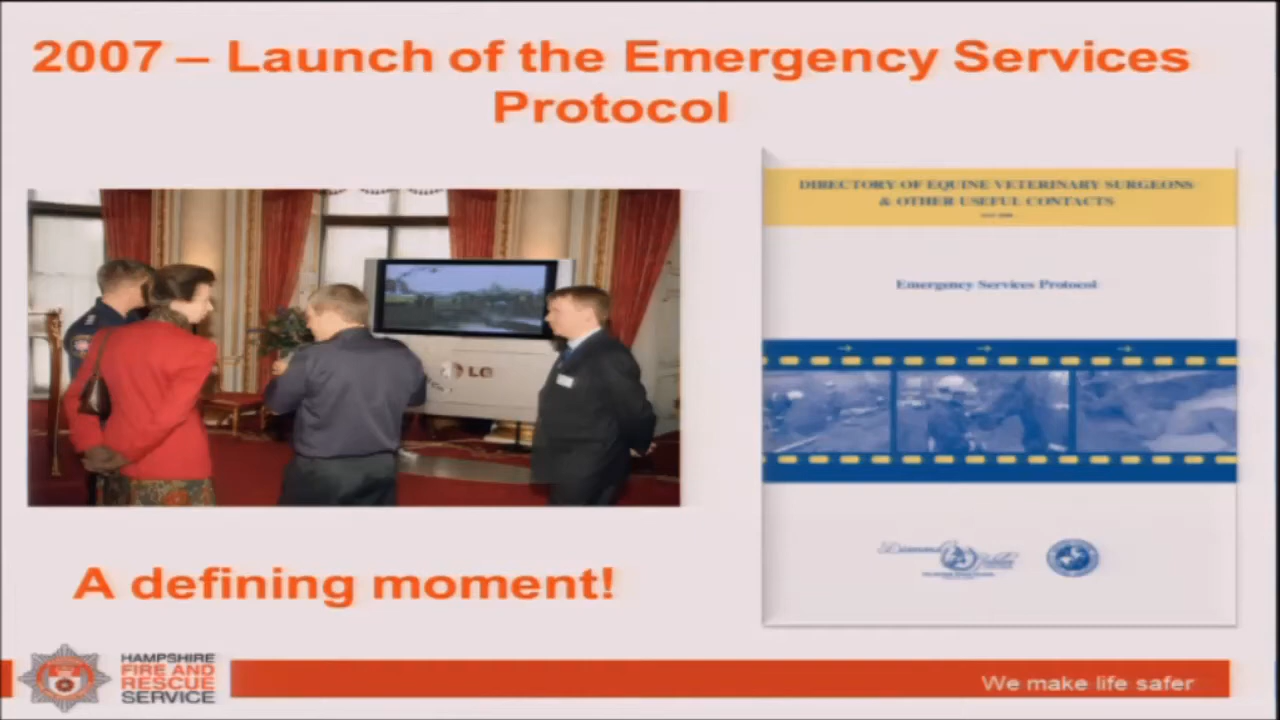 2007 – Launch of the Emergency Services
Protocol
DIRECTORY OF EQUINE VETERINARY SURGEONS
& OTHER USEFUL CONTACTS
Emergency Services Protocol
LG
A defining moment!
HAMPSHIRE
FIRE AND
RESCUE
SERVICE
We make life safer